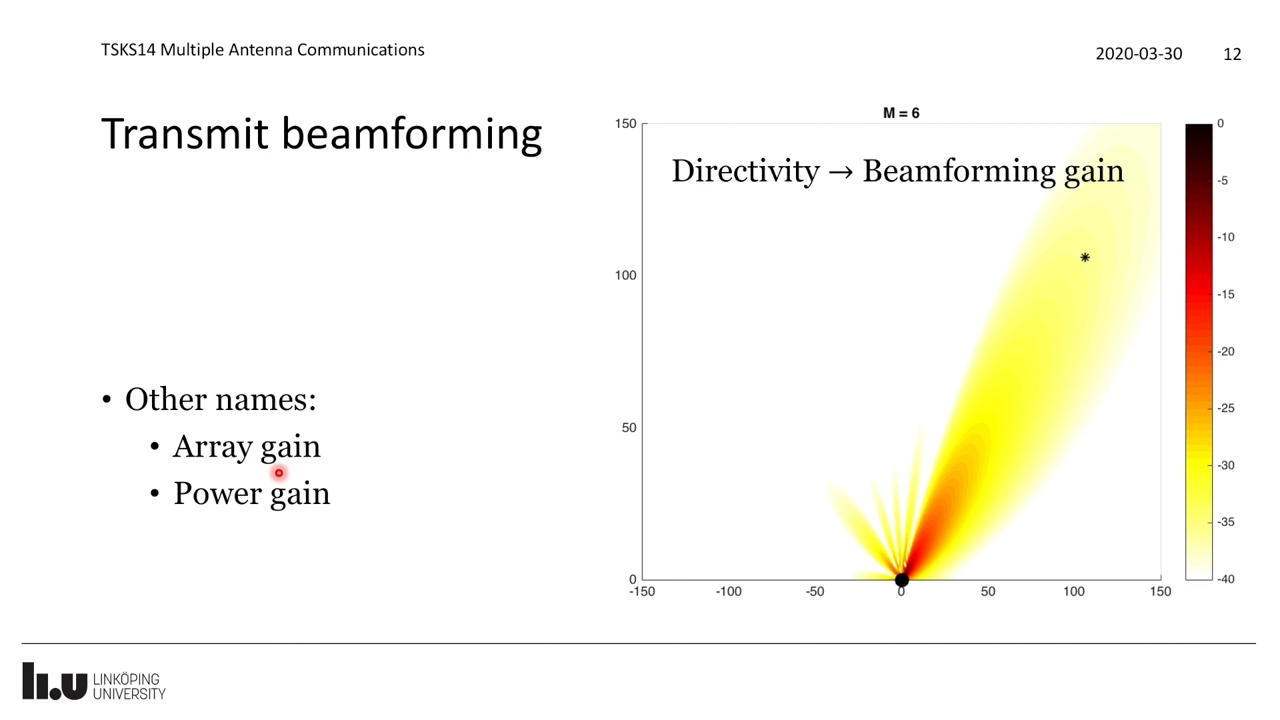 TSKS14 Multiple Antenna Communications
2020-03-30 12
Transmit beamforming
• Other names:
• Array gain
• Power gain
M = 6
Directivity → Beamforming gain
150
100
50
0
-150 -100 -50 0 50 100 150
0
-5
-10
-15
-20
-25
-30
-35
-40
li.u LINKÖPING
UNIVERSITY